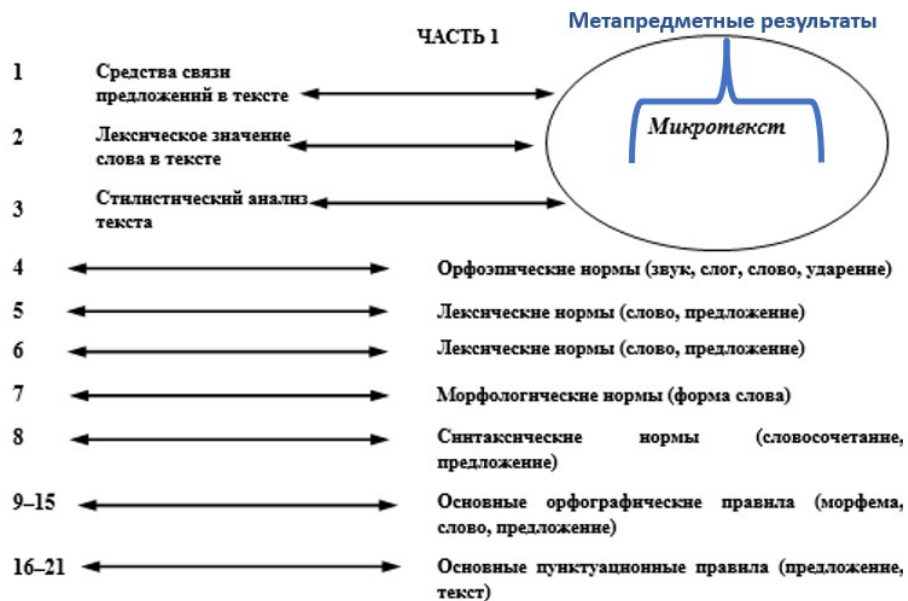 Метапредметные результаты
ЧАСТЬ 1
1 Средства связи
предложений в тексте
Микротекст
2 Лексическое значение
слова в тексте
3 Стилистический анализ
текста
4 Орфоэпические нормы (звук, слог, слово, ударение)
5 Лексические нормы (слово, предложение)
6 Лексические нормы (слово, предложение)
7 Морфологические нормы (форма слова)
8 Синтаксические нормы (словосочетание,
предложение)
9–15 Основные орфографические правила (морфема,
слово, предложение)
16–21 Основные пунктуационные правила (предложение,
текст)